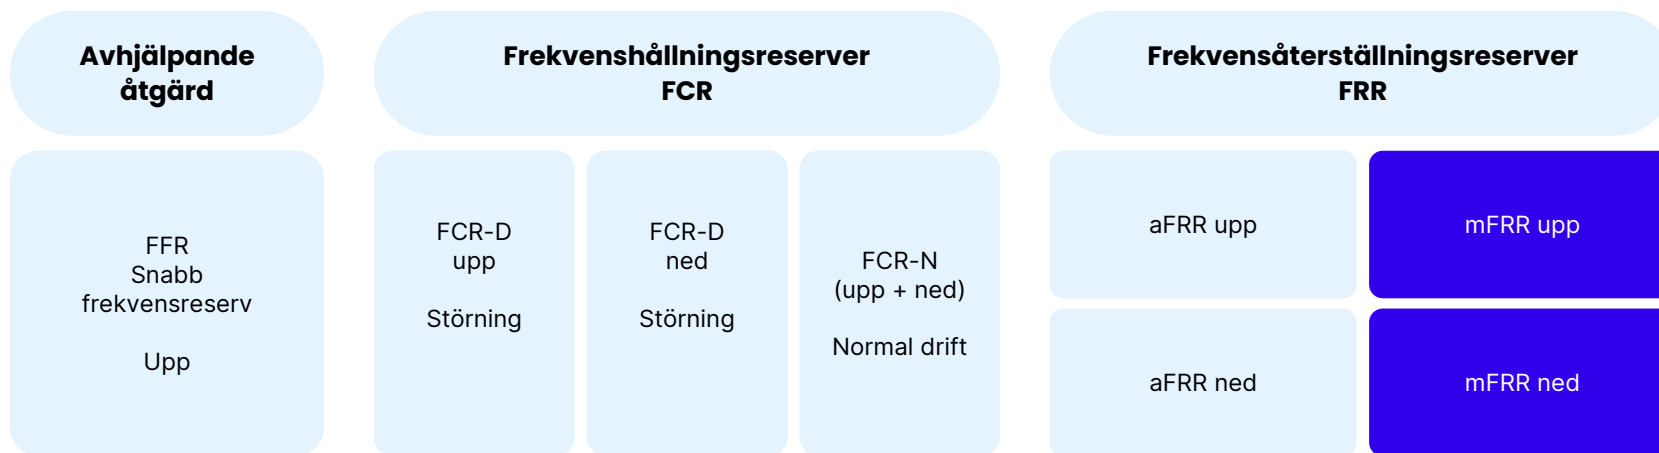 Avhjälpande
åtgärd
Frekvenshållningsreserver
FCR
Frekvensåterställningsreserver
FRR
FFR
Snabb
frekvensreserv
Upp
FCR-D
upp
Störning
FCR-D
ned
Störning
FCR-N
(upp + ned)
Normal drift
aFRR upp
mFRR upp
aFRR ned
mFRR ned